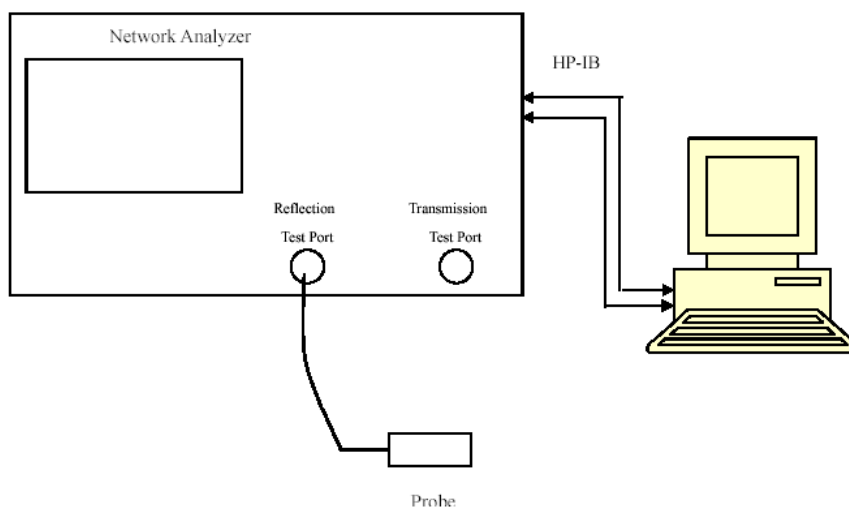 Network Analyzer
HP-IB
Reflection
Test Port
Transmission
Test Port
Probe